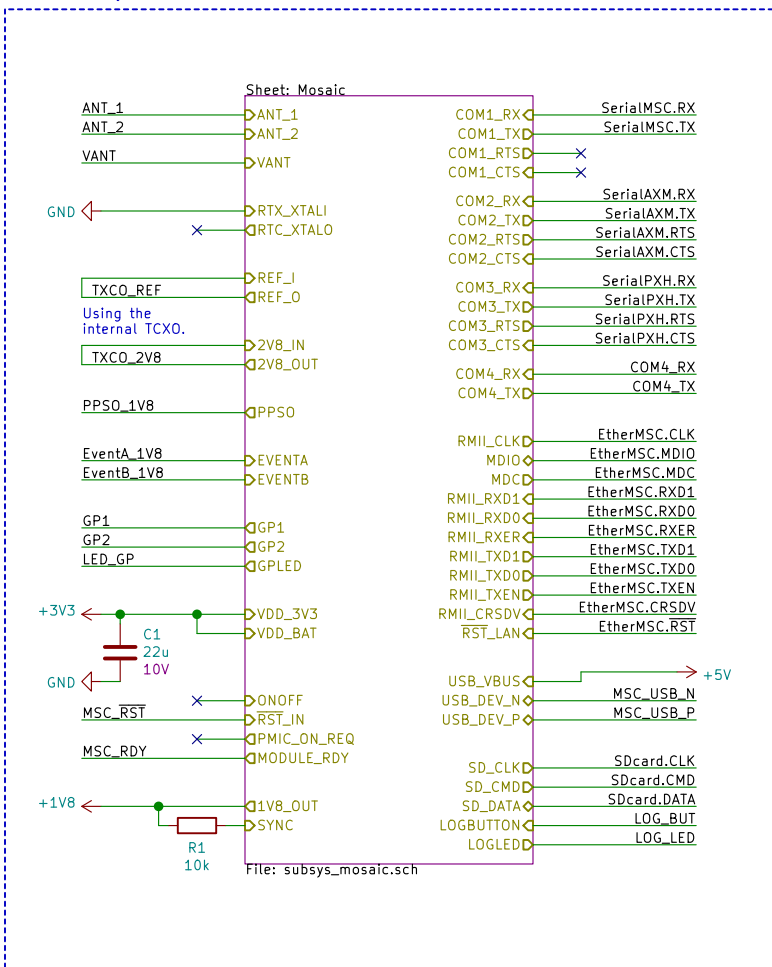 Sheet: Mosaic
ANT_1
ANT_1
ANT_2
ANT_2
VANT
VANT
GND
RTX_XTALI
RTC_XTALO
REF_I
TXCO_REF
REF_O
Using the
internal TCXO.
2V8_IN
TXCO_2V8
2V8_OUT
PPSO_1V8
PPSO
EventA_1V8
EVENTA
EventB_1V8
EVENTB
GP1
GP1
GP2
GP2
LED_GP
GPLED
+3V3
VDD_3V3
VDD_BAT
C1
22u
10V
GND
ONOFF
MSC_RST
RST_IN
PMIC_ON_REQ
MSC_RDY
MODULE_RDY
+1V8
1V8_OUT
SYNC
R1
10k
COM1_RX
SerialMSC.RX
COM1_TX
SerialMSC.TX
COM1_RTS
COM1_CTS
COM2_RX
SerialAXM.RX
COM2_TX
SerialAXM.TX
COM2_RTS
SerialAXM.RTS
COM2_CTS
SerialAXM.CTS
COM3_RX
SerialPXH.RX
COM3_TX
SerialPXH.TX
COM3_RTS
SerialPXH.RTS
COM3_CTS
SerialPXH.CTS
COM4_RX
COM4_RX
COM4_TX
COM4_TX
RMII_CLK
EtherMSC.CLK
MDIO
EtherMSC.MDIO
MDC
EtherMSC.MDC
RMII_RXD1
EtherMSC.RXD1
RMII_RXD0
EtherMSC.RXD0
RMII_RXER
EtherMSC.RXER
RMII_TXD1
EtherMSC.TXD1
RMII_TXD0
EtherMSC.TXD0
RMII_TXEN
EtherMSC.TXEN
RMII_CRSDV
EtherMSC.CRSDV
RST_LAN
EtherMSC.RST
USB_VBUS
+5V
USB_DEV_N
MSC_USB_N
USB_DEV_P
MSC_USB_P
SD_CLK
SDcard.CLK
SD_CMD
SDcard.CMD
SD_DATA
SDcard.DATA
LOGBUTTON
LOG_BUT
LOGLED
LOG_LED
File: subsys_mosaic.sch